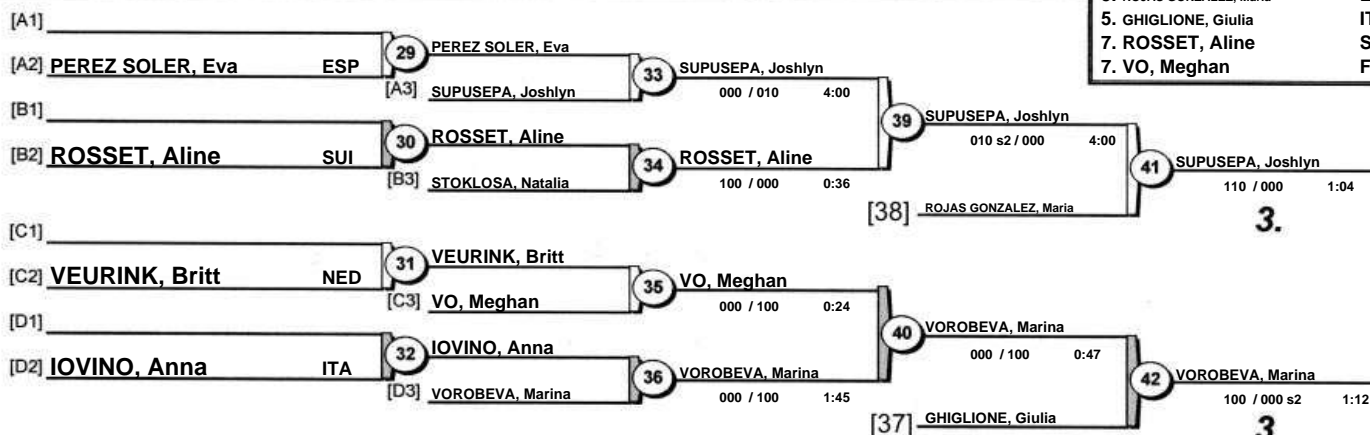 5. GHIGLIONE, Giulia
7. ROSSET, Aline
7. VO, Meghan
[A1]
[A2] PEREZ SOLER, Eva ESP
29
PEREZ SOLER, Eva
[A3] SUPUSEPA, Joshlyn
33
SUPUSEPA, Joshlyn
000 / 010 4:00
[B1]
[B2] ROSSET, Aline SUI
30
ROSSET, Aline
[B3] STOKLOSA, Natalia
34
ROSSET, Aline
100 / 000 0:36
39
SUPUSEPA, Joshlyn
010 s2 / 000 4:00
[38] ROJAS GONZALEZ, Maria
41
SUPUSEPA, Joshlyn
110 / 000 1:04
3.
[C1]
[C2] VEURINK, Britt NED
31
VEURINK, Britt
[C3] VO, Meghan
35
VO, Meghan
000 / 100 0:24
[D1]
[D2] IOVINO, Anna ITA
32
IOVINO, Anna
[D3] VOROBEVA, Marina
36
VOROBEVA, Marina
000 / 100 1:45
40
VOROBEVA, Marina
000 / 100 0:47
[37] GHIGLIONE, Giulia
42
VOROBEVA, Marina
100 / 000 s2 1:12
3